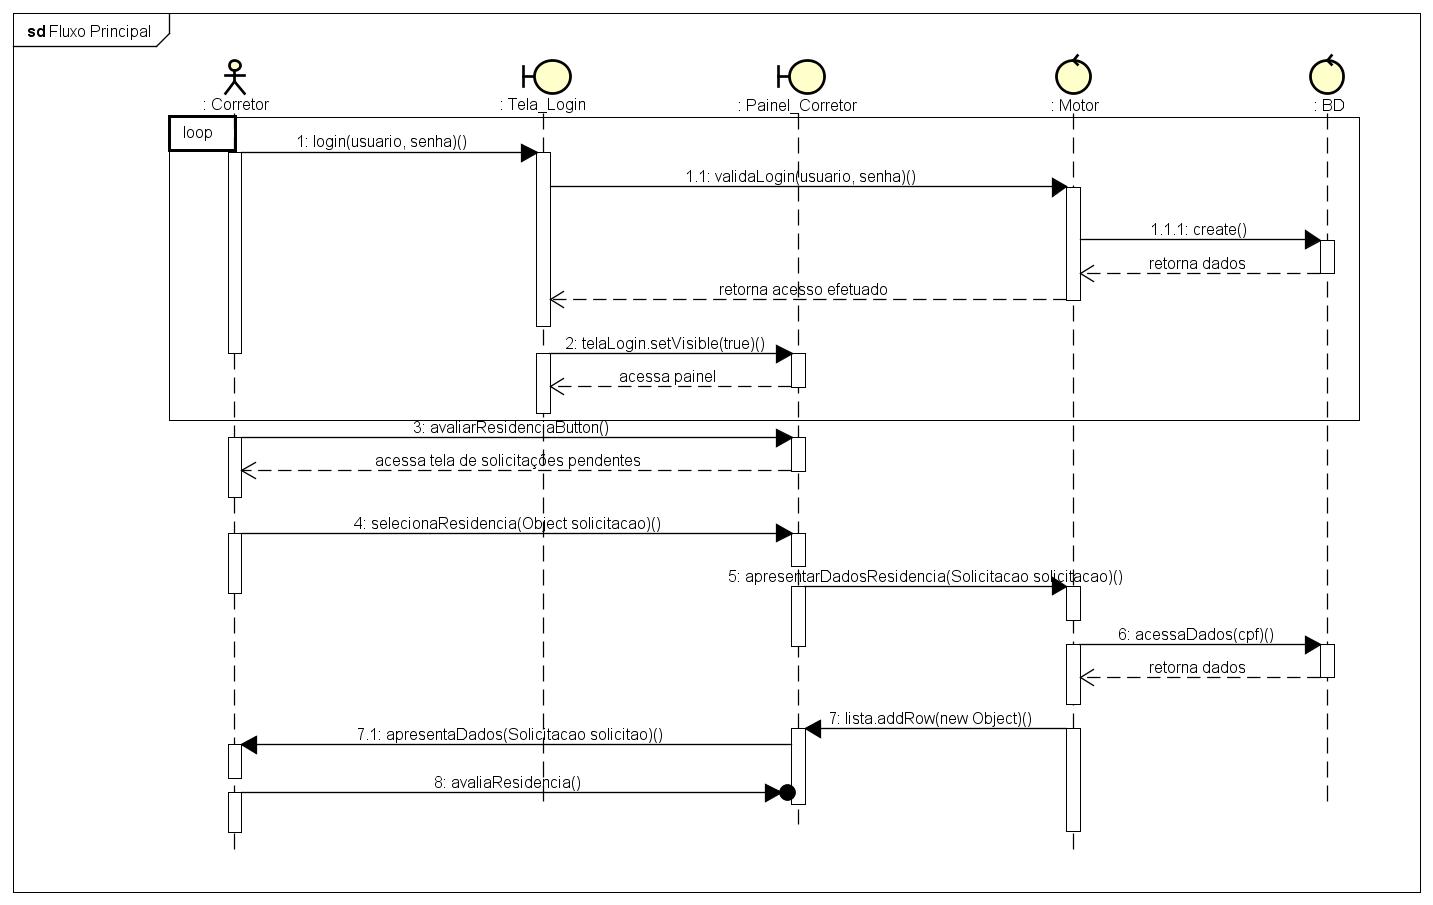 sd Fluxo Principal
: Corretor
: Tela_Login
: Painel_Corretor
: Motor
: BD
loop
1: login(usuario, senha)()
1.1: validaLogin(usuario, senha)()
1.1.1: create()
retorna dados
retorna acesso efetuado
2: telaLogin.setVisible(true)()
acessa painel
3: avaliarResidenciaButton()
acessa tela de solicitações pendentes
4: selecionaResidencia(Object solicitacao)()
5: apresentarDadosResidencia(Solicitacao solicitacao)()
6: acessaDados(cpf)()
retorna dados
7: lista.addRow(new Object)()
7.1: apresentaDados(Solicitacao solicitao)()
8: avaliaResidencia()